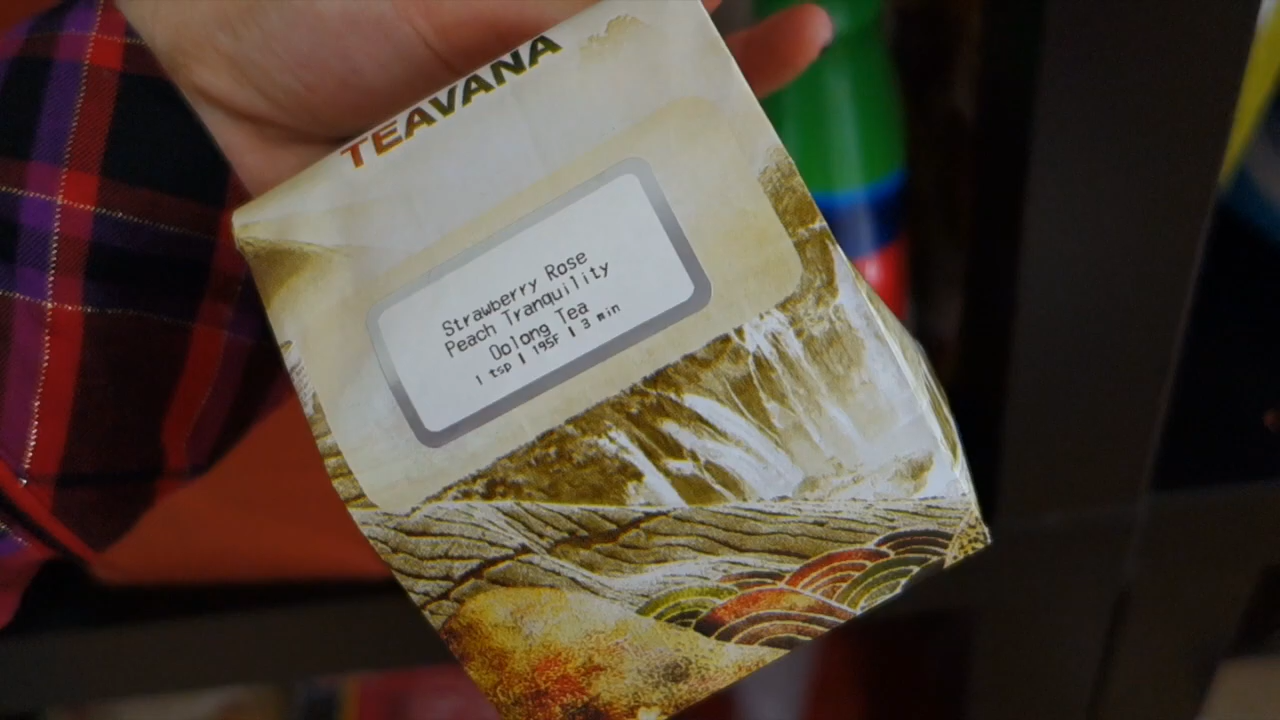 TEAVANA
Strawberry Rose
Peach Tranquility
Oolong Tea
1 tsp | 195F | 3 min